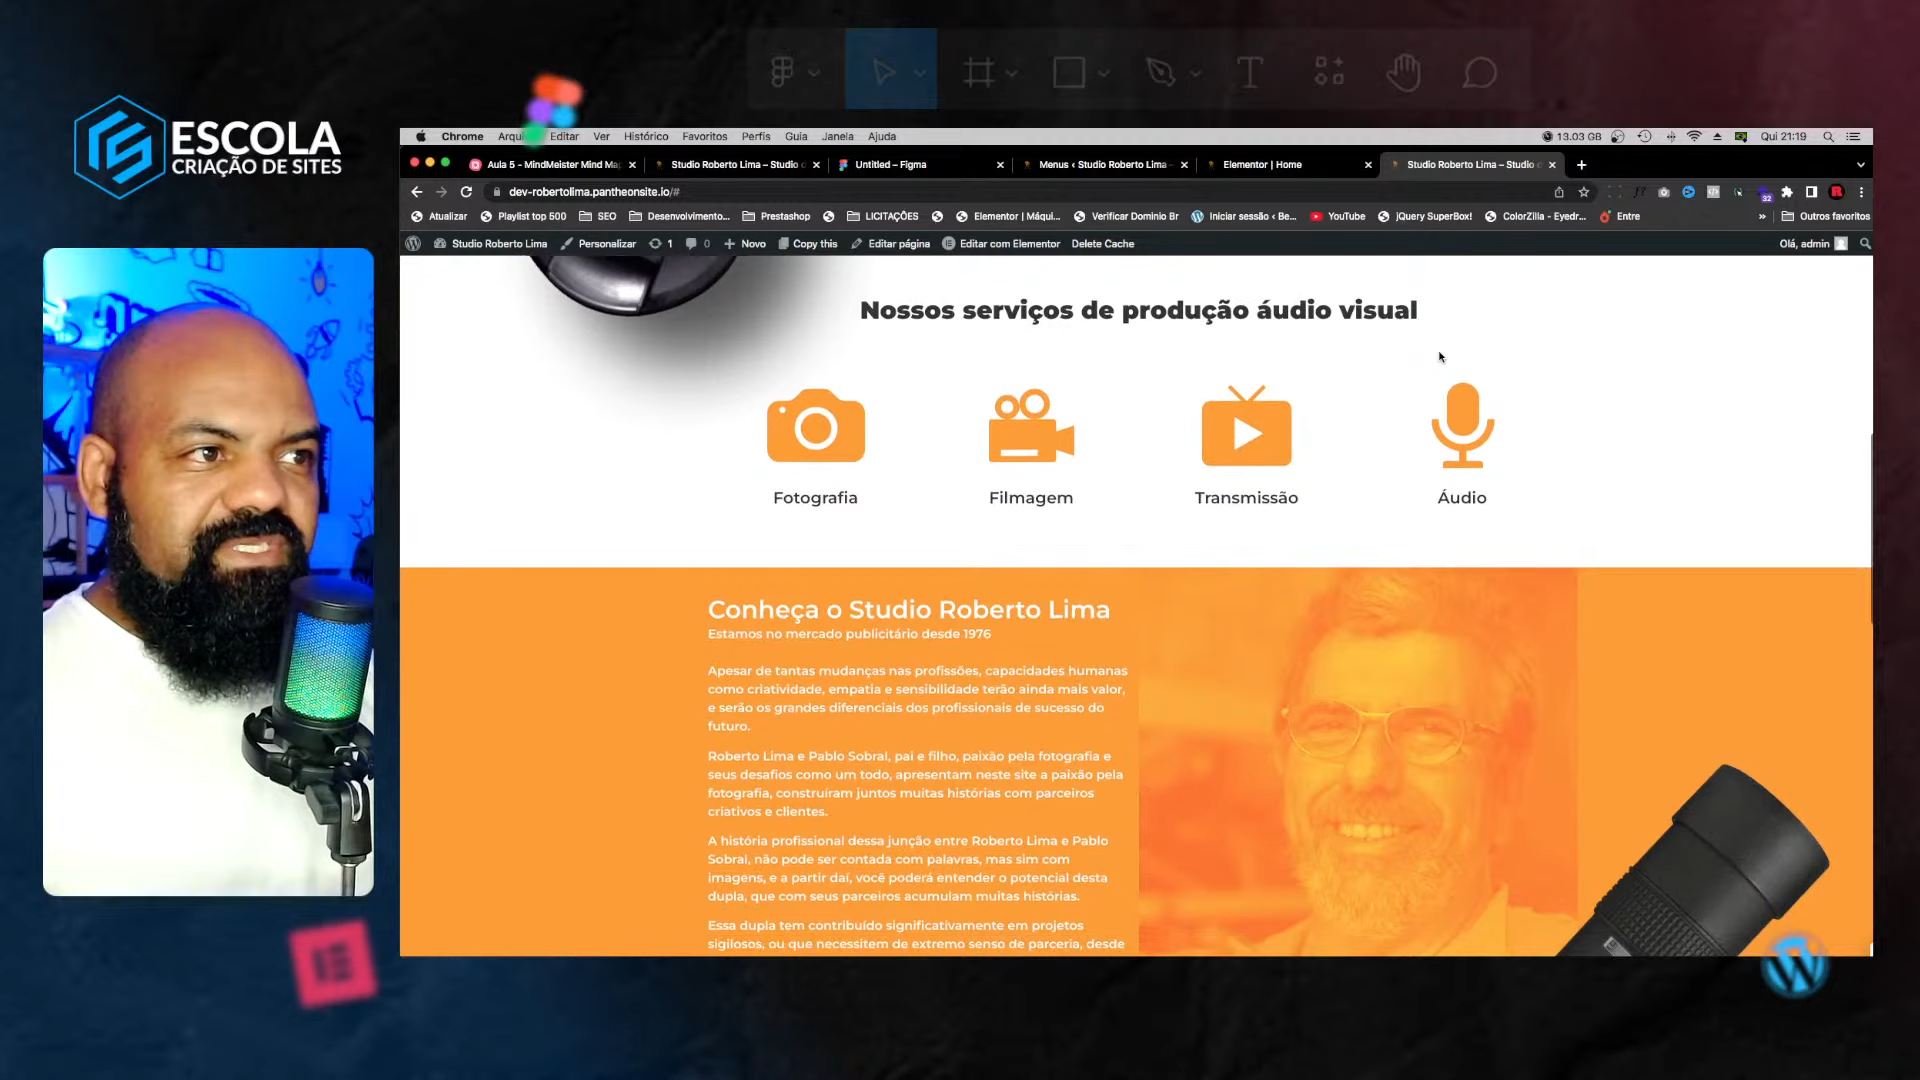 ESCOLA
CRIAÇÃO DE SITES
Chrome Arqui Editar Ver Histórico Favoritos Perfis Guia Janela Ajuda
13.03 GB Qui 21:19
Aula 5 - MindMeister Mind Ma
Studio Roberto Lima – Studio
Untitled – Figma
Menus ‹ Studio Roberto Lima
Elementor | Home
Studio Roberto Lima – Studio
dev-robertolima.pantheonsite.io/#
32
Atualizar Playlist top 500 SEO Desenvolvimento... Prestashop LICITAÇÕES Elementor | Máqui... Verificar Domínio Br Iniciar sessão ‹ Be... YouTube jQuery SuperBox! ColorZilla - Eyedr... Entre » Outros favoritos
Studio Roberto Lima Personalizar 1 0 Novo Copy this Editar página Editar com Elementor Delete Cache Olá, admin
Nossos serviços de produção áudio visual
Fotografia
Filmagem
Transmissão
Áudio
Conheça o Studio Roberto Lima
Estamos no mercado publicitário desde 1976
Apesar de tantas mudanças nas profissões, capacidades humanas
como criatividade, empatia e sensibilidade terão ainda mais valor,
e serão os grandes diferenciais dos profissionais de sucesso do
futuro.
Roberto Lima e Pablo Sobral, pai e filho, paixão pela fotografia e
seus desafios como um todo, apresentam neste site a paixão pela
fotografia, construíram juntos muitas histórias com parceiros
criativos e clientes.
A história profissional dessa junção entre Roberto Lima e Pablo
Sobral, não pode ser contada com palavras, mas sim com
imagens, e a partir daí, você poderá entender o potencial desta
dupla, que com seus parceiros acumulam muitas histórias.
Essa dupla tem contribuído significativamente em projetos
sigilosos, ou que necessitem de extremo senso de parceria, desde